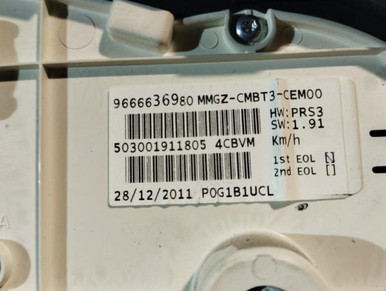 9666636980 MMGZ-CMBT3-CEM00
HW:PRS3
SW:1.91
503001911805 4CBVM Km/h
1st EOL [\]
2nd EOL []
28/12/2011 P0G1B1UCL
A